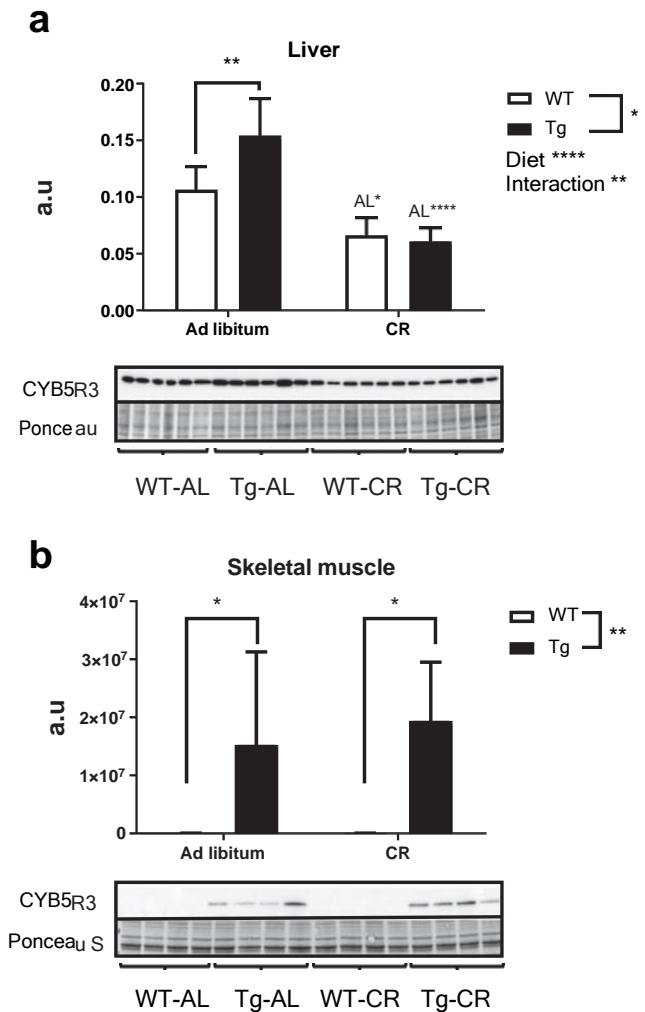 a
Liver
**
0.20
0.15
0.10
0.05
0.00
a.u
AL*
AL****
Ad libitum
CR
WT
Tg
*
Diet ****
Interaction **
CYB5R3
Ponceau
WT-AL Tg-AL WT-CR Tg-CR
b
Skeletal muscle
4×10⁷
3×10⁷
2×10⁷
1×10⁷
0
a.u
*
*
Ad libitum
CR
WT
Tg
**
CYB5R3
Ponceau S
WT-AL Tg-AL WT-CR Tg-CR